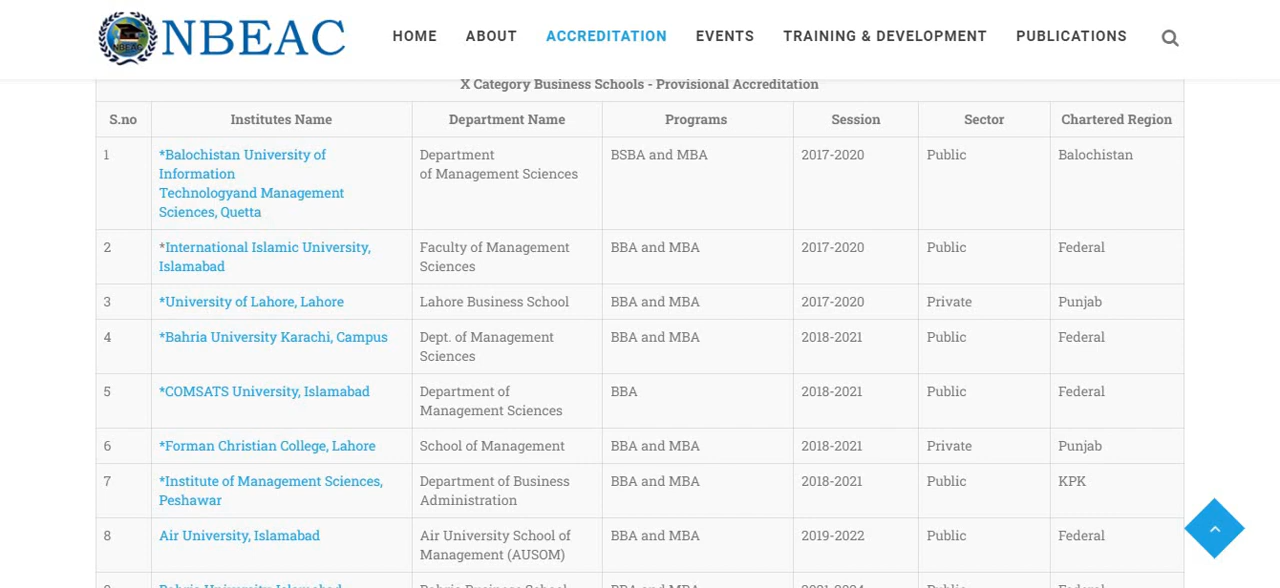 NBEAC
NBEAC
HOME
ABOUT
ACCREDITATION
EVENTS
TRAINING & DEVELOPMENT
PUBLICATIONS
X Category Business Schools - Provisional Accreditation
S.no
Institutes Name
Department Name
Programs
Session
Sector
Chartered Region
1
*Balochistan University of
Information
Technologyand Management
Sciences, Quetta
Department
of Management Sciences
BSBA and MBA
2017-2020
Public
Balochistan
2
*International Islamic University,
Islamabad
Faculty of Management
Sciences
BBA and MBA
2017-2020
Public
Federal
3
*University of Lahore, Lahore
Lahore Business School
BBA and MBA
2017-2020
Private
Punjab
4
*Bahria University Karachi, Campus
Dept. of Management
Sciences
BBA and MBA
2018-2021
Public
Federal
5
*COMSATS University, Islamabad
Department of
Management Sciences
BBA
2018-2021
Public
Federal
6
*Forman Christian College, Lahore
School of Management
BBA and MBA
2018-2021
Private
Punjab
7
*Institute of Management Sciences,
Peshawar
Department of Business
Administration
BBA and MBA
2018-2021
Public
KPK
8
Air University, Islamabad
Air University School of
Management (AUSOM)
BBA and MBA
2019-2022
Public
Federal